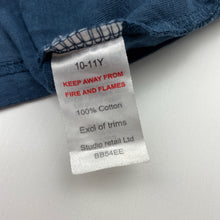 10-11Y
KEEP AWAY FROM
FIRE AND FLAMES
100% Cotton
Excl of trims
Studio retail Ltd
BB54EE